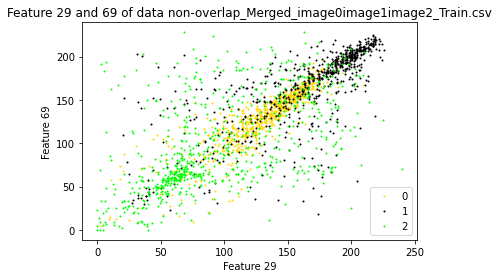 Feature 29 and 69 of data non-overlap_Merged_image0image1image2_Train.csv
200
150
100
50
0
Feature 69
0
1
2
0 50 100 150 200 250
Feature 29